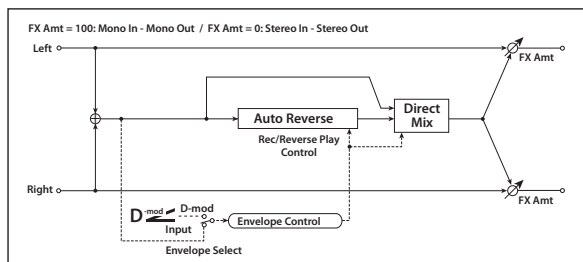 FX Amt = 100: Mono In - Mono Out / FX Amt = 0: Stereo In - Stereo Out
Left
FX Amt
Auto Reverse
Direct
Mix
Rec/Reverse Play
Control
Right
FX Amt
D-mod
D-mod
Input
Envelope Control
Envelope Select